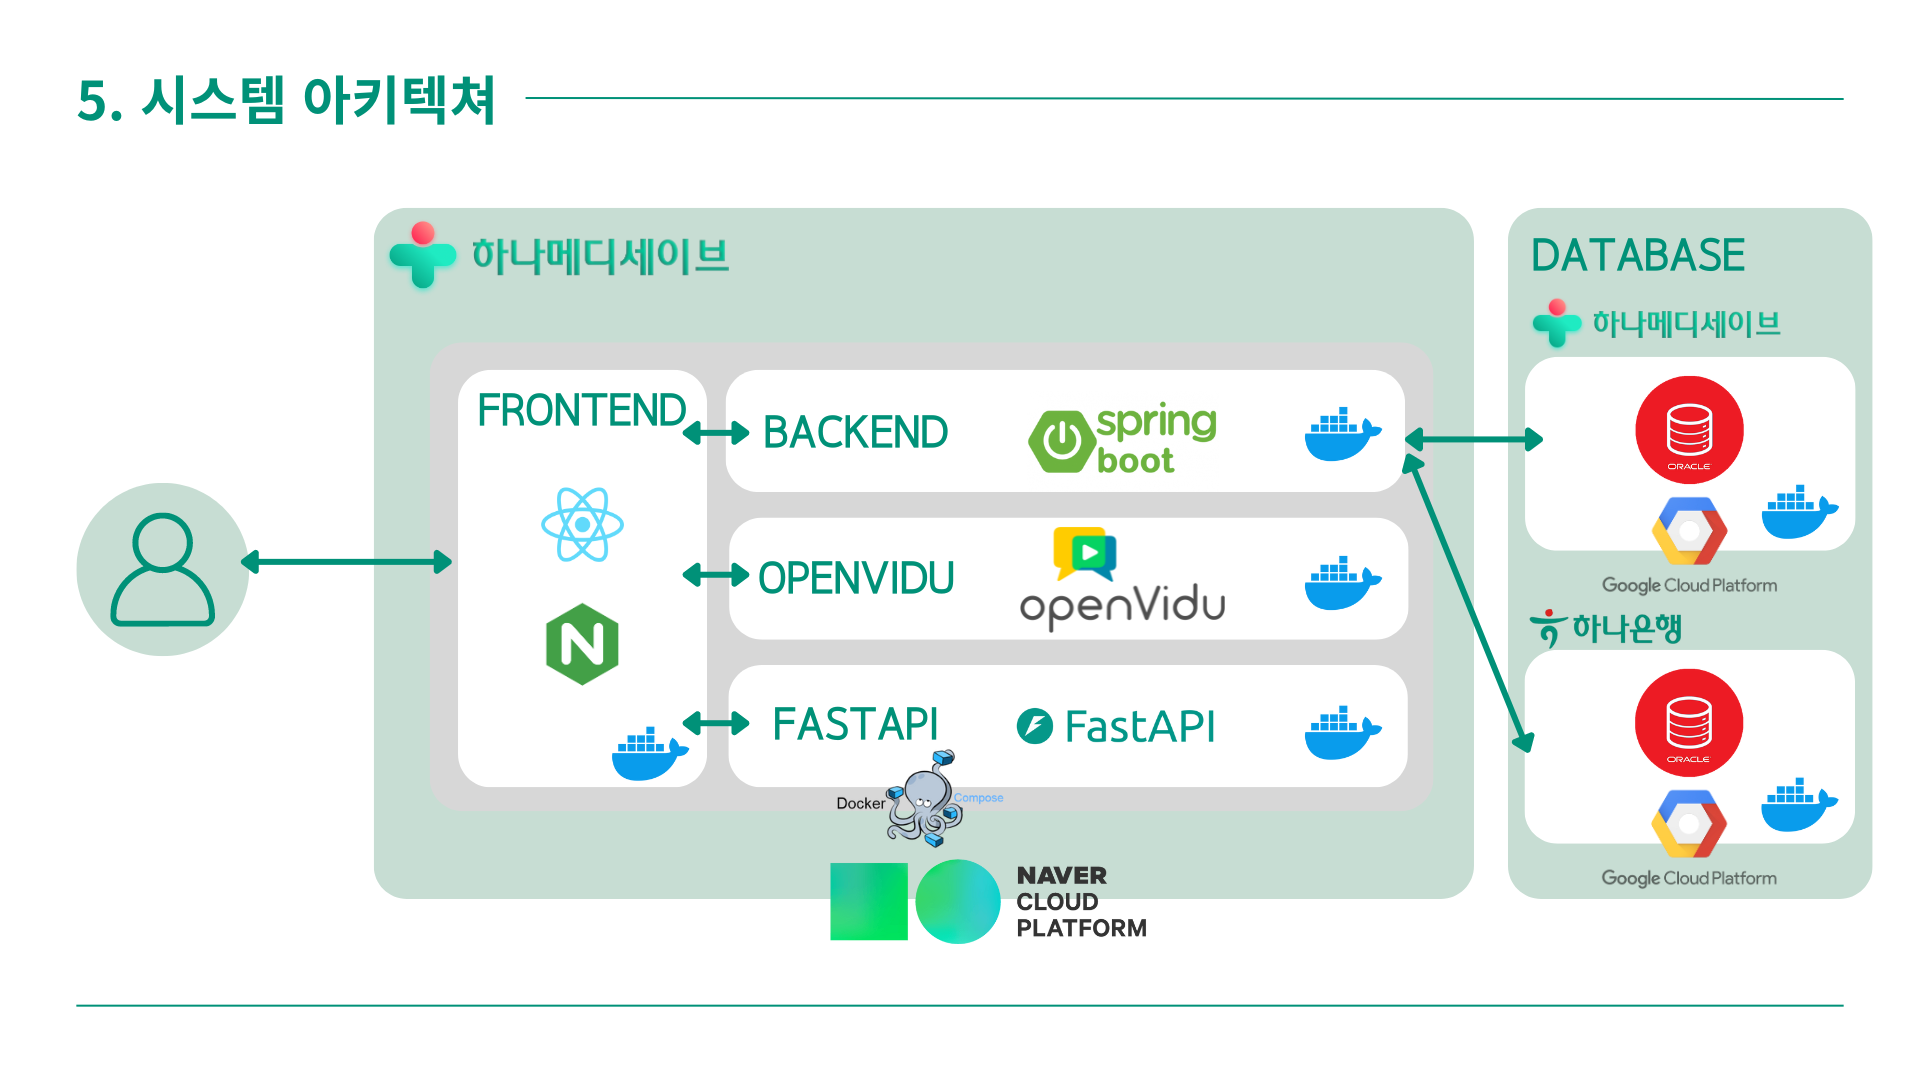 5. 시스템 아키텍쳐
하나메디세이브
FRONTEND
BACKEND
spring
boot
OPENVIDU
openVidu
FASTAPI
FastAPI
Docker
Compose
NAVER
CLOUD
PLATFORM
DATABASE
하나메디세이브
ORACLE
Google Cloud Platform
하나은행
ORACLE
Google Cloud Platform